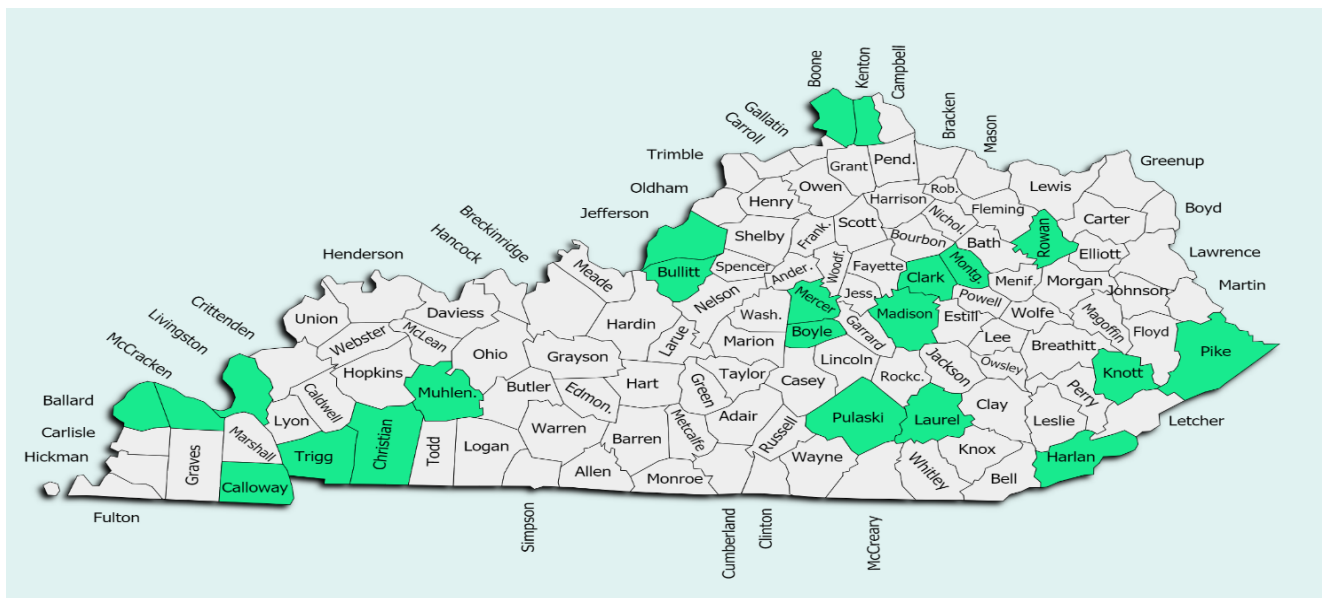 Boone
Kenton
Campbell
Gallatin
Carroll
Bracken
Mason
Trimble
Grant
Pend.
Greenup
Oldham
Owen
Henry
Harrison
Rob.
Lewis
Jefferson
Shelby
Frank.
Scott
Nichol.
Fleming
Carter
Boyd
Breckinridge
Hancock
Bourbon
Bath
Rowan
Elliott
Lawrence
Henderson
Meade
Bullitt
Spencer
Ander.
Woodf.
Fayette
Clark
Montg.
Menif.
Morgan
Johnson
Martin
Crittenden
Livingston
McCracken
Union
Webster
McLean
Daviess
Hardin
Nelson
Larue
Wash.
Mercer
Jess.
Madison
Powell
Estill
Wolfe
Magoffin
Floyd
Pike
Ohio
Grayson
Marion
Boyle
Garrard
Lee
Breathitt
Knott
Hopkins
Caldwell
Muhlen.
Butler
Edmon.
Hart
Green
Taylor
Casey
Lincoln
Rockc.
Jackson
Owsley
Perry
Ballard
Carlisle
Hickman
Fulton
Graves
Marshall
Lyon
Calloway
Trigg
Christian
Todd
Logan
Warren
Barren
Metcalfe
Adair
Russell
Pulaski
Laurel
Clay
Leslie
Letcher
Simpson
Allen
Monroe
Cumberland
Clinton
Wayne
McCreary
Whitley
Knox
Bell
Harlan